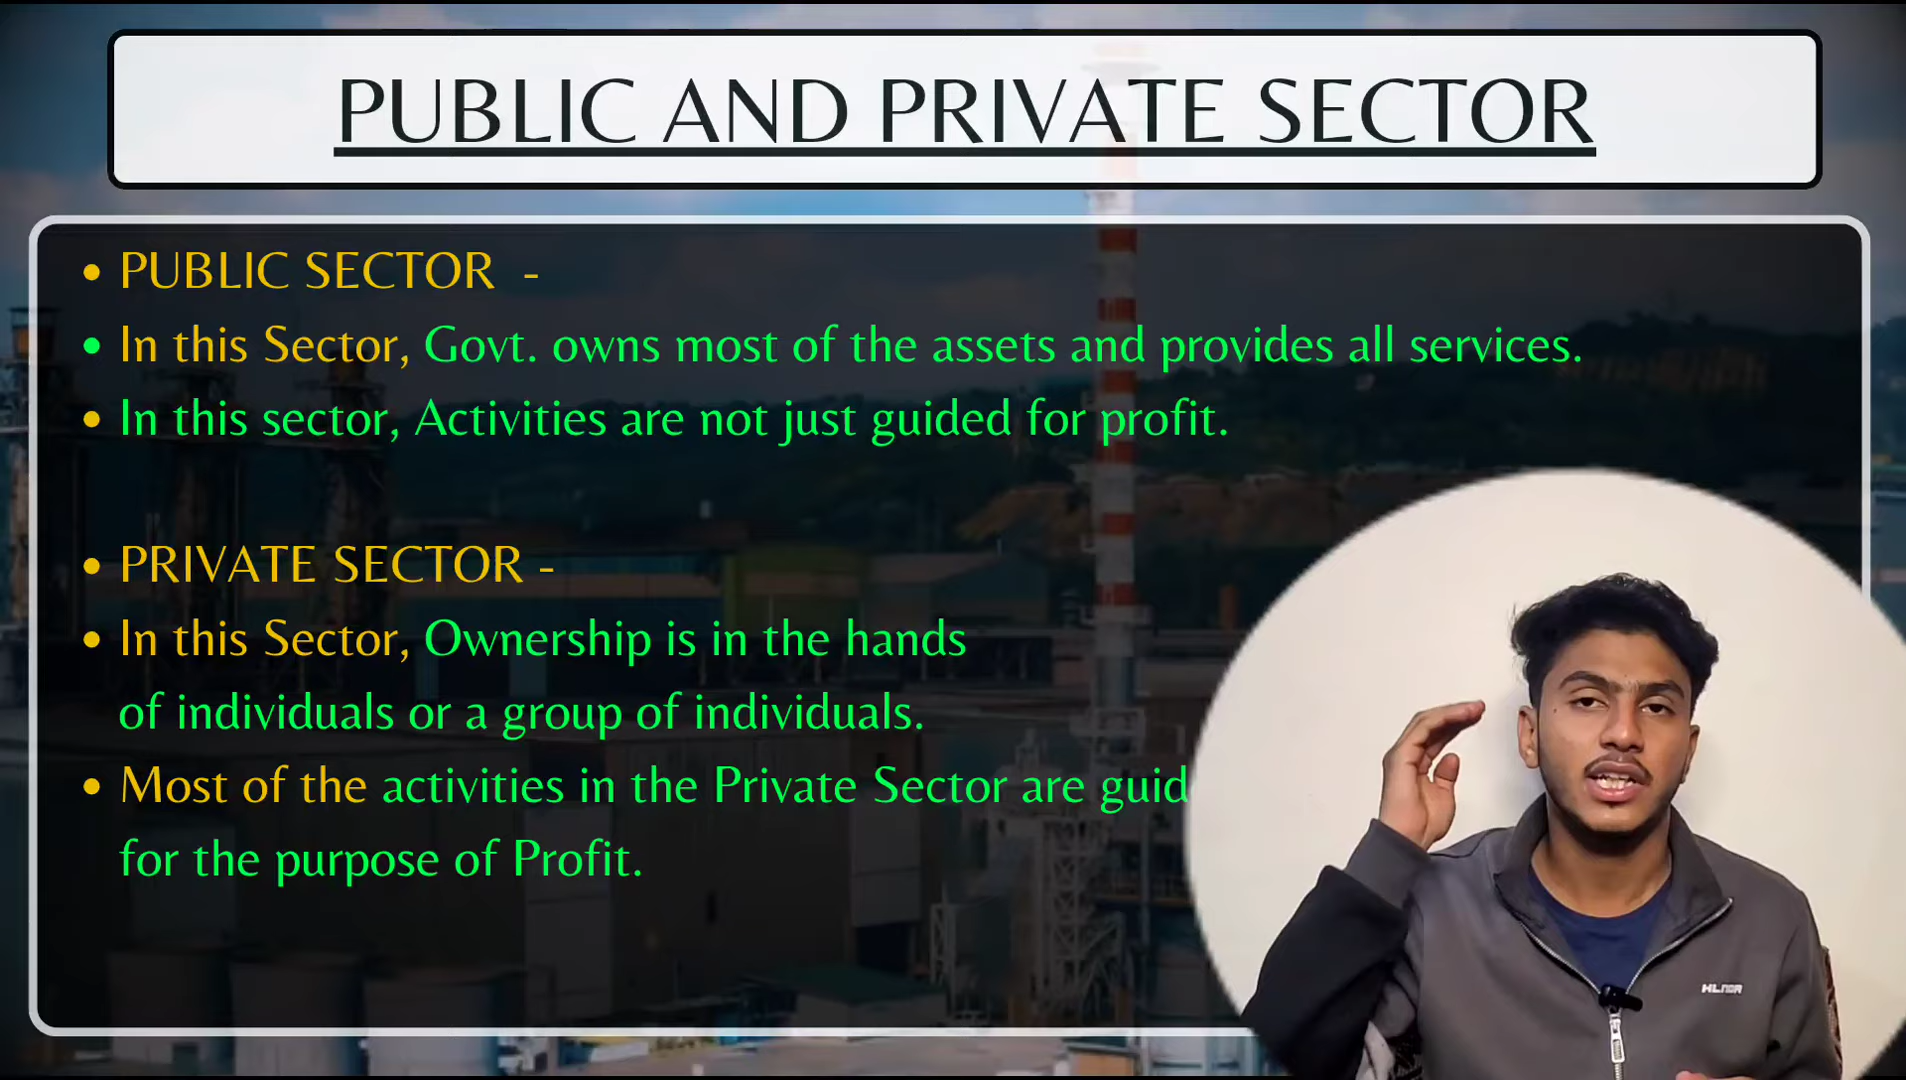 PUBLIC AND PRIVATE SECTOR
• PUBLIC SECTOR -
• In this Sector, Govt. owns most of the assets and provides all services.
• In this sector, Activities are not just guided for profit.
• PRIVATE SECTOR -
• In this Sector, Ownership is in the hands
of individuals or a group of individuals.
• Most of the activities in the Private Sector are guid
for the purpose of Profit.